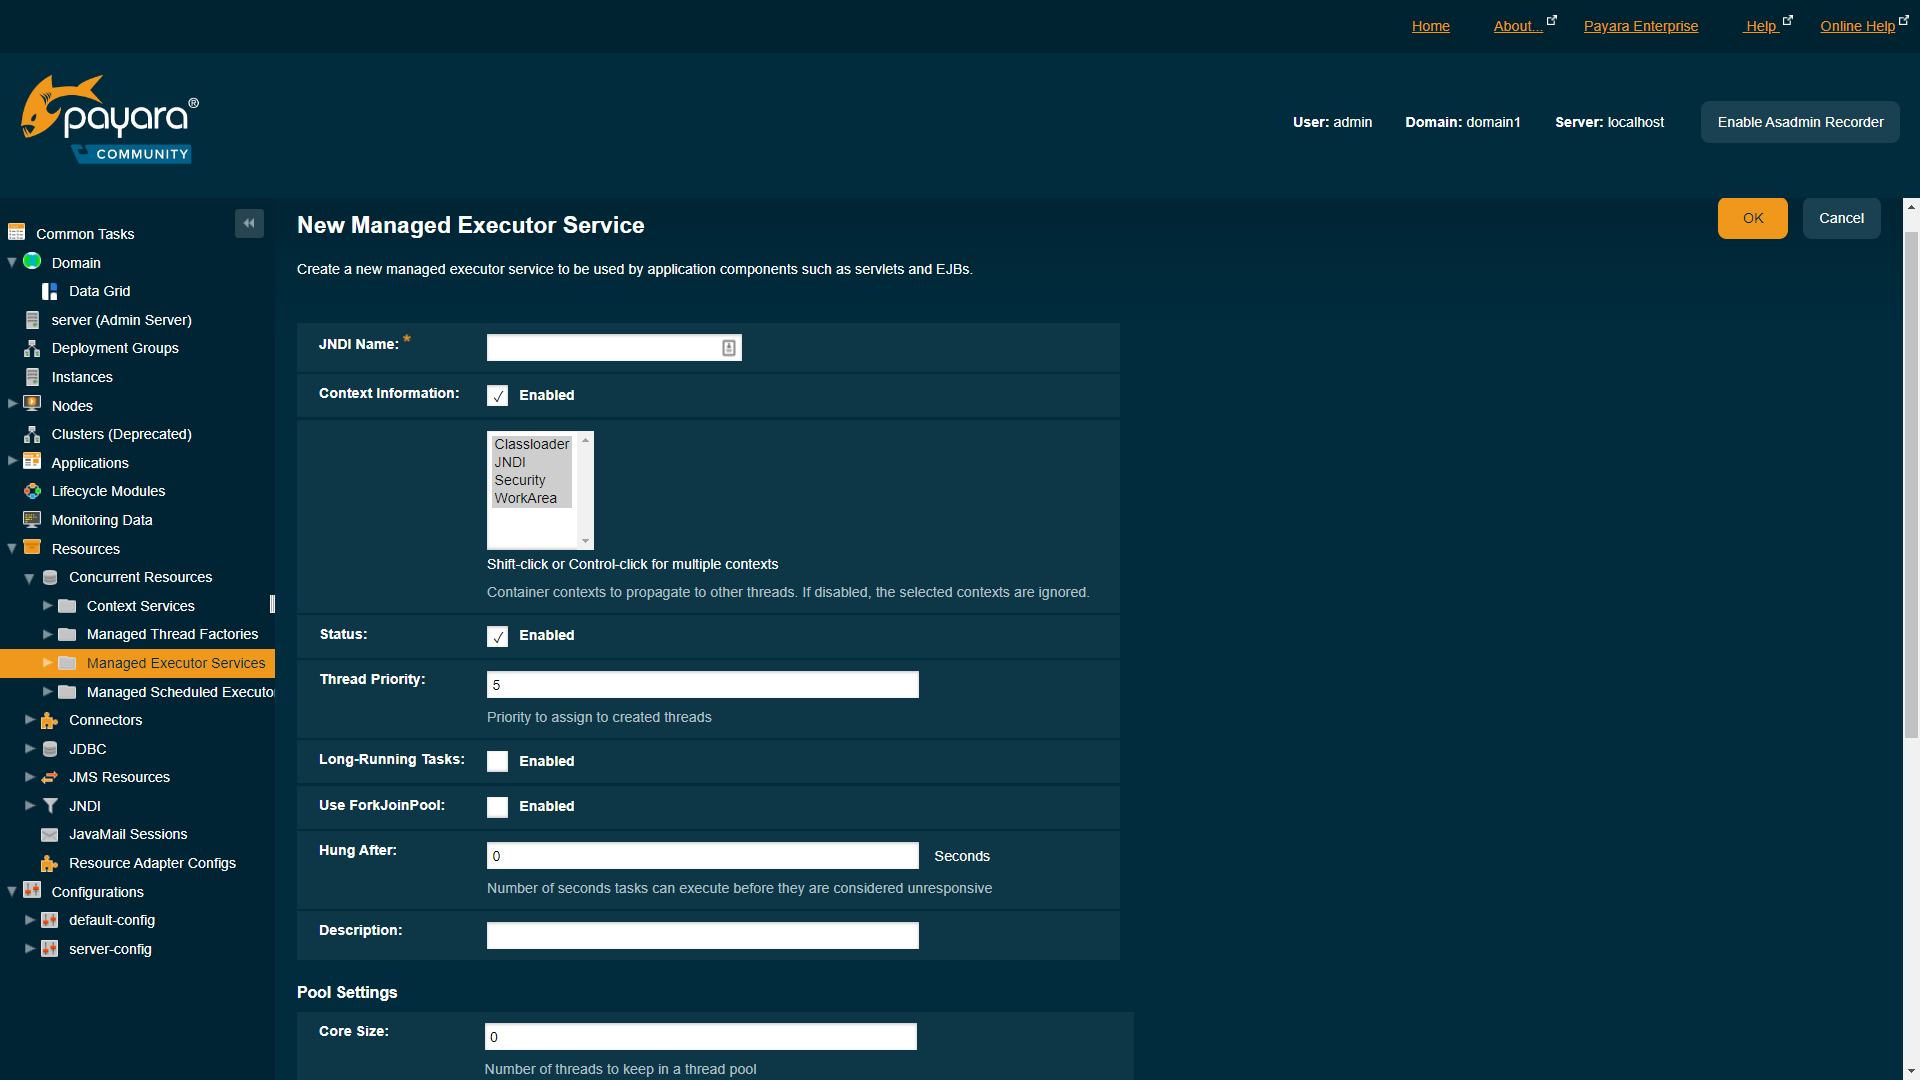 Home About... Payara Enterprise Help Online Help
payara®
COMMUNITY
User: admin Domain: domain1 Server: localhost Enable Asadmin Recorder
Common Tasks
Domain
Data Grid
server (Admin Server)
Deployment Groups
Instances
Nodes
Clusters (Deprecated)
Applications
Lifecycle Modules
Monitoring Data
Resources
Concurrent Resources
Context Services
Managed Thread Factories
Managed Executor Services
Managed Scheduled Executo
Connectors
JDBC
JMS Resources
JNDI
JavaMail Sessions
Resource Adapter Configs
Configurations
default-config
server-config
New Managed Executor Service
OK Cancel
Create a new managed executor service to be used by application components such as servlets and EJBs.
JNDI Name: *
Context Information: Enabled
Classloader
JNDI
Security
WorkArea
Shift-click or Control-click for multiple contexts
Container contexts to propagate to other threads. If disabled, the selected contexts are ignored.
Status: Enabled
Thread Priority: 5
Priority to assign to created threads
Long-Running Tasks: Enabled
Use ForkJoinPool: Enabled
Hung After: 0 Seconds
Number of seconds tasks can execute before they are considered unresponsive
Description:
Pool Settings
Core Size: 0
Number of threads to keep in a thread pool